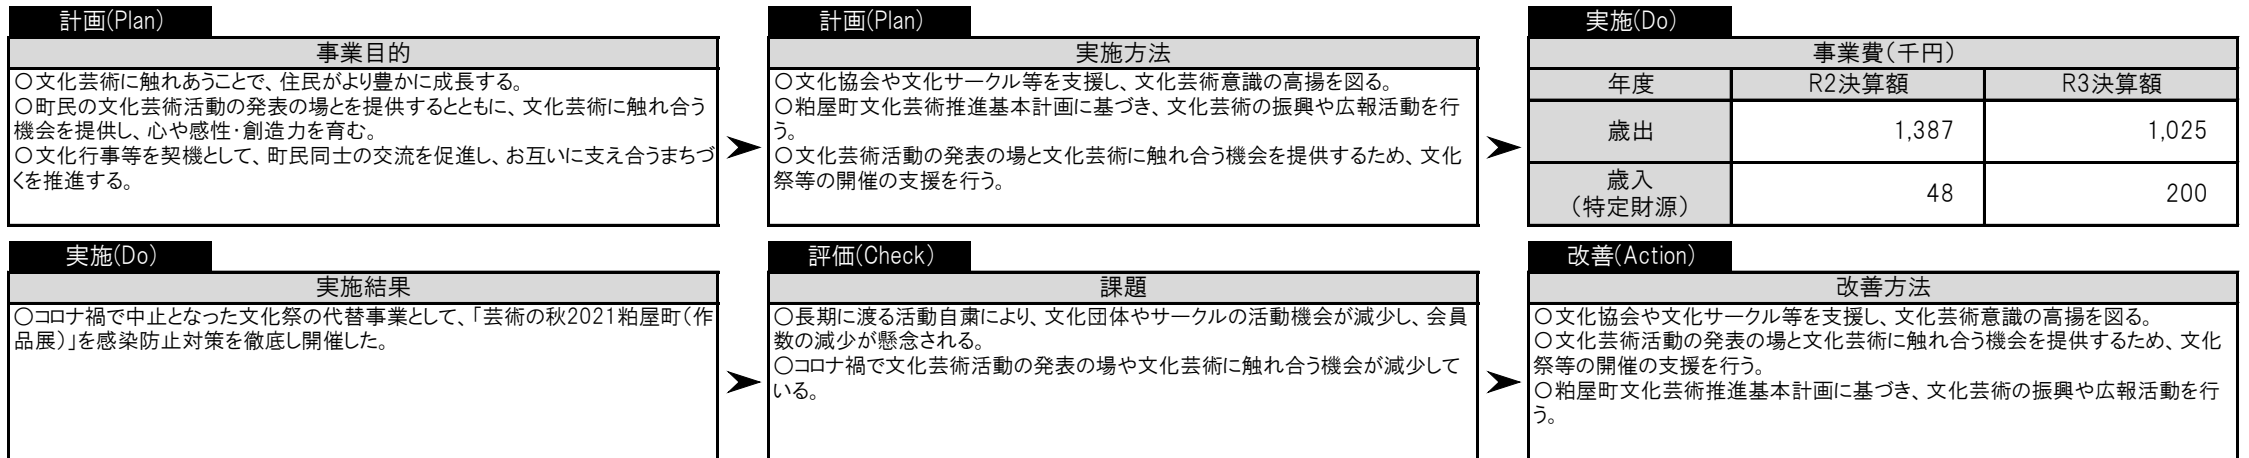 計画(Plan)
事業目的
〇文化芸術に触れあうことで、住民がより豊かに成長する。
〇町民の文化芸術活動の発表の場とを提供するとともに、文化芸術に触れ合う
機会を提供し、心や感性・創造力を育む。
〇文化行事等を契機として、町民同士の交流を促進し、お互いに支え合うまちづ
くを推進する。
計画(Plan)
実施方法
〇文化協会や文化サークル等を支援し、文化芸術意識の高揚を図る。
〇粕屋町文化芸術推進基本計画に基づき、文化芸術の振興や広報活動を行
う。
〇文化芸術活動の発表の場と文化芸術に触れ合う機会を提供するため、文化
祭等の開催の支援を行う。
実施(Do)
事業費(千円)
年度 R2決算額 R3決算額
歳出 1,387 1,025
歳入
(特定財源) 48 200
実施(Do)
実施結果
〇コロナ禍で中止となった文化祭の代替事業として、「芸術の秋2021粕屋町(作
品展)」を感染防止対策を徹底し開催した。
評価(Check)
課題
〇長期に渡る活動自粛により、文化団体やサークルの活動機会が減少し、会員
数の減少が懸念される。
〇コロナ禍で文化芸術活動の発表の場や文化芸術に触れ合う機会が減少して
いる。
改善(Action)
改善方法
〇文化協会や文化サークル等を支援し、文化芸術意識の高揚を図る。
〇文化芸術活動の発表の場と文化芸術に触れ合う機会を提供するため、文化
祭等の開催の支援を行う。
〇粕屋町文化芸術推進基本計画に基づき、文化芸術の振興や広報活動を行
う。